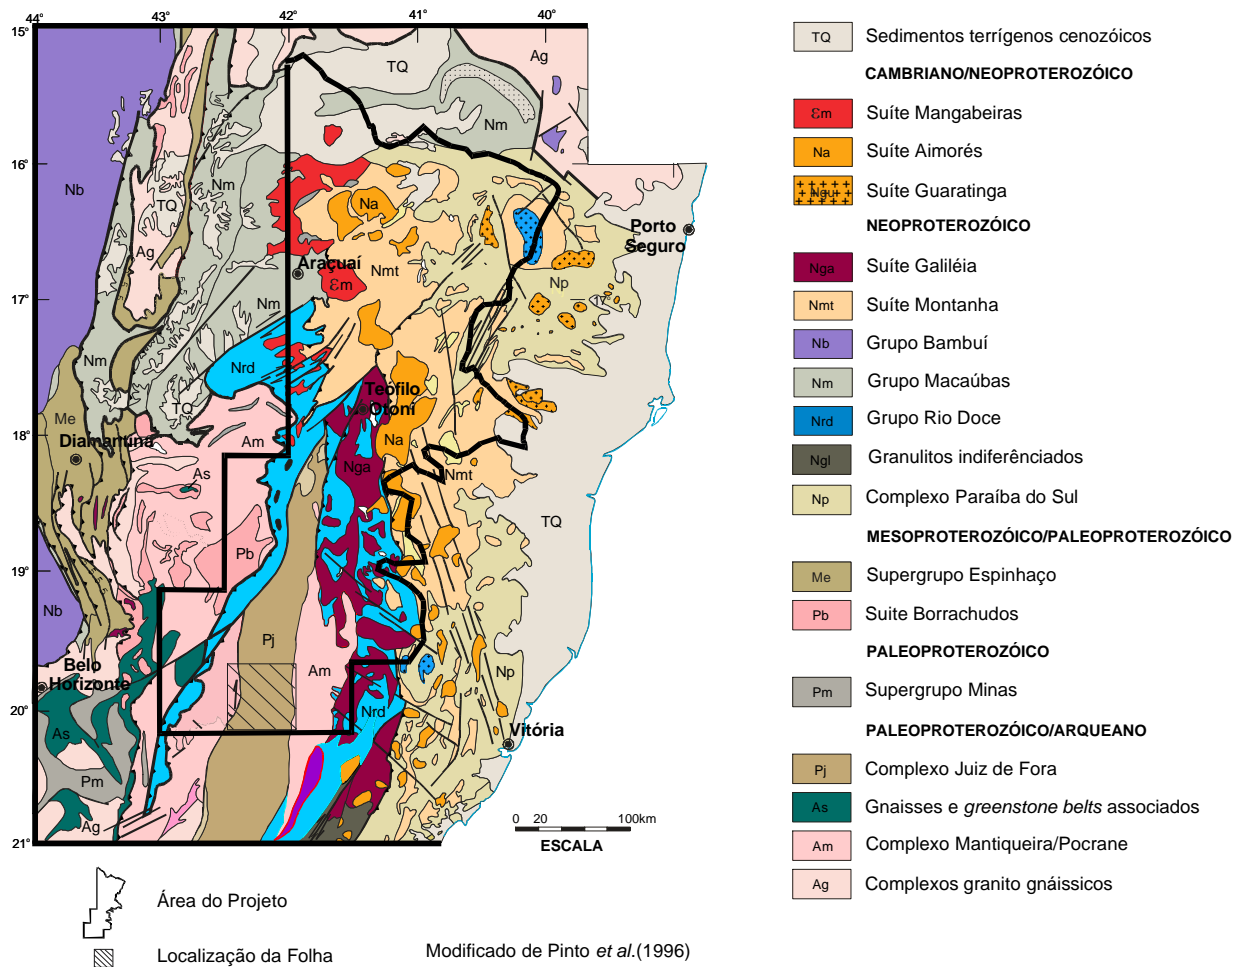 44°
43°
42°
41°
40°
15°
16°
17°
18°
19°
20°
21°
Ag
TQ
Nm
Nb
Nm
TQ
Ag
Na
Porto
Seguro
Araçuaí
Nmt
εm
Np
17°
Nm
Nm
Nrd
TQ
Me
Teófilo
Otoni
Diamantina
Am
Na
As
Nga
Nmt
TQ
Pb
Nb
Pj
Am
Np
Belo
Horizonte
Nrd
As
Vitória
Pm
Ag
0 20 100km
ESCALA
Área do Projeto
Localização da Folha
Modificado de Pinto et al.(1996)
TQ Sedimentos terrígenos cenozóicos
CAMBRIANO/NEOPROTEROZÓICO
εm Suíte Mangabeiras
Na Suíte Aimorés
Suíte Guaratinga
NEOPROTEROZÓICO
Nga Suíte Galiléia
Nmt Suíte Montanha
Nb Grupo Bambuí
Nm Grupo Macaúbas
Nrd Grupo Rio Doce
Ngl Granulitos indiferênciados
Np Complexo Paraíba do Sul
MESOPROTEROZÓICO/PALEOPROTEROZÓICO
Me Supergrupo Espinhaço
Pb Suite Borrachudos
PALEOPROTEROZÓICO
Pm Supergrupo Minas
PALEOPROTEROZÓICO/ARQUEANO
Pj Complexo Juiz de Fora
As Gnaisses e greenstone belts associados
Am Complexo Mantiqueira/Pocrane
Ag Complexos granito gnáissicos